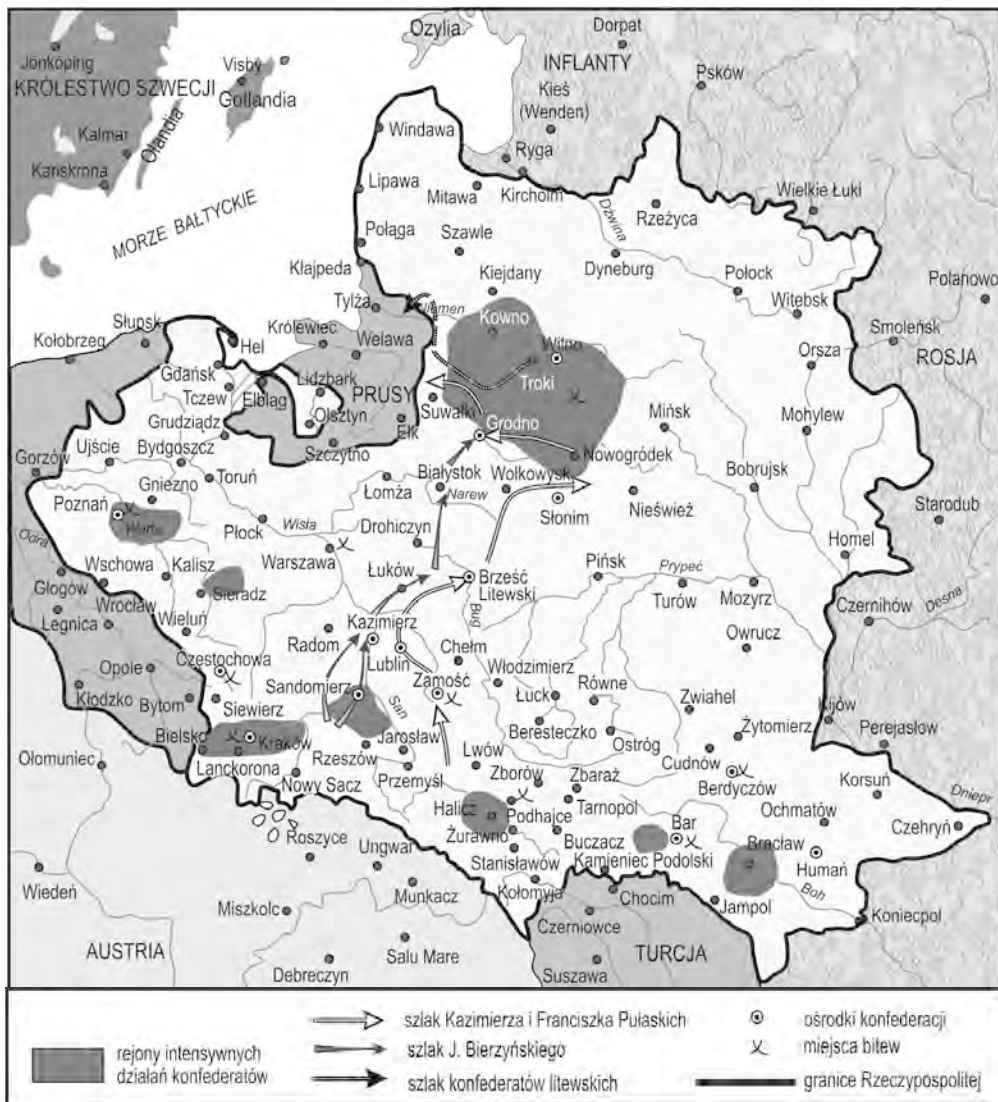 Ozylia
Dorpat
Jönköping
KRÓLESTWO SZWECJI
Visby
Gotlandia
INFLANTY
Psków
Kieś
(Wenden)
Kalmar
Olandia
Windawa
Ryga
Karlskrona
Lipawa
Mitawa
Kircholm
Wielkie Łuki
Rzeżyca
Dźwina
MORZE BAŁTYCKIE
Połąga
Szawle
Dyneburg
Połock
Polanowo
Kłajpeda
Kiejdany
Witebsk
Tylża
Niemen
Słupsk
Królewiec
Kowno
Smoleńsk
Kołobrzeg
Hel
Welawa
Wilno
Orsza
ROSJA
Gdańsk
Lidzbark
Troki
Tczew
Elbląg
PRUSY
Suwałki
Mińsk
Mohylew
Grudziądz
Olsztyn
Ełk
Grodno
Ujście
Bydgoszcz
Szczytno
Nowogródek
Gorzów
Toruń
Białystok
Wołkowysk
Bobrujsk
Gniezno
Łomża
Narew
Poznań
Warta
Płock
Wisła
Drohiczyn
Słonim
Nieśwież
Starodub
Odra
Warszawa
Homel
Wschowa
Kalisz
Łuków
Brześć
Litewski
Pińsk
Prypeć
Głogów
Sieradz
Turów
Mozyrz
Czernihów
Desna
Wrocław
Legnica
Wieluń
Radom
Kazimierz
Bug
Owrucz
Częstochowa
Lublin
Chełm
Włodzimierz
Opole
Sandomierz
Zamość
Łuck
Równe
Zwiahel
Kijów
Kłodzko
Bytom
Siewierz
San
Beresteczko
Żytomierz
Perejasław
Bielsko
Kraków
Jarosław
Ostróg
Ołomuniec
Lanckorona
Rzeszów
Lwów
Zbaraż
Cudnów
Korsuń
Nowy Sącz
Przemyśl
Zborów
Berdyczów
Dniepr
Halicz
Podhajce
Tarnopol
Ochmatów
Roszyce
Żurawno
Bar
Bracław
Czehryń
Ungwar
Buczacz
Stanisławów
Kamieniec Podolski
Humań
Wiedeń
Munkacz
Kołomyja
Boh
Chocim
Jampol
Miszkolc
Koniecpol
Czerniowce
AUSTRIA
Salu Mare
TURCJA
Debreczyn
Suszawa
rejony intensywnych
działań konfederatów
szlak Kazimierza i Franciszka Pułaskich
szlak J. Bierzyńskiego
szlak konfederatów litewskich
ośrodki konfederacji
miejsca bitew
granice Rzeczypospolitej